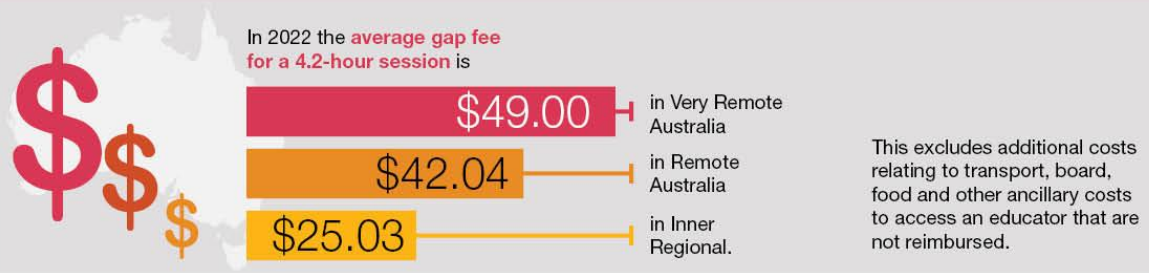 In 2022 the average gap fee
for a 4.2-hour session is
$49.00
in Very Remote
Australia
$42.04
in Remote
Australia
$25.03
in Inner
Regional.
This excludes additional costs
relating to transport, board,
food and other ancillary costs
to access an educator that are
not reimbursed.
$
$
$